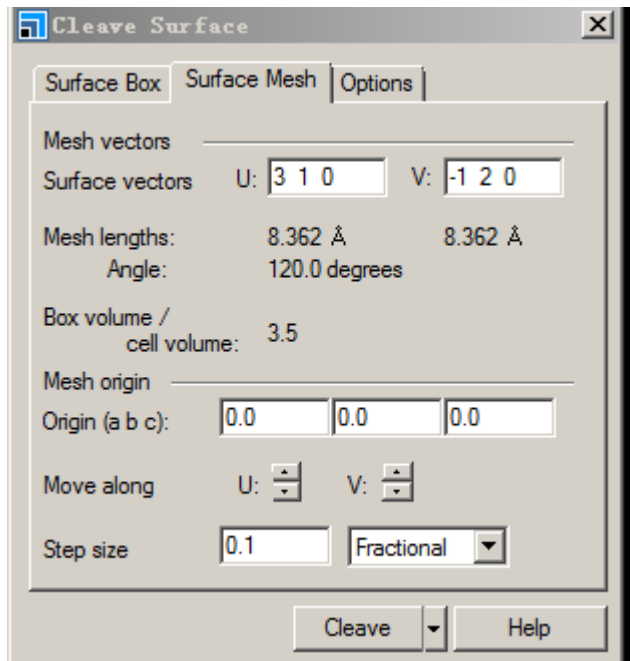 Cleave Surface
Surface Box Surface Mesh Options
Mesh vectors
Surface vectors U: 3 1 0 V: -1 2 0
Mesh lengths: 8.362 Å 8.362 Å
Angle: 120.0 degrees
Box volume /
cell volume: 3.5
Mesh origin
Origin (a b c): 0.0 0.0 0.0
Move along U: V:
Step size 0.1 Fractional
Cleave Help